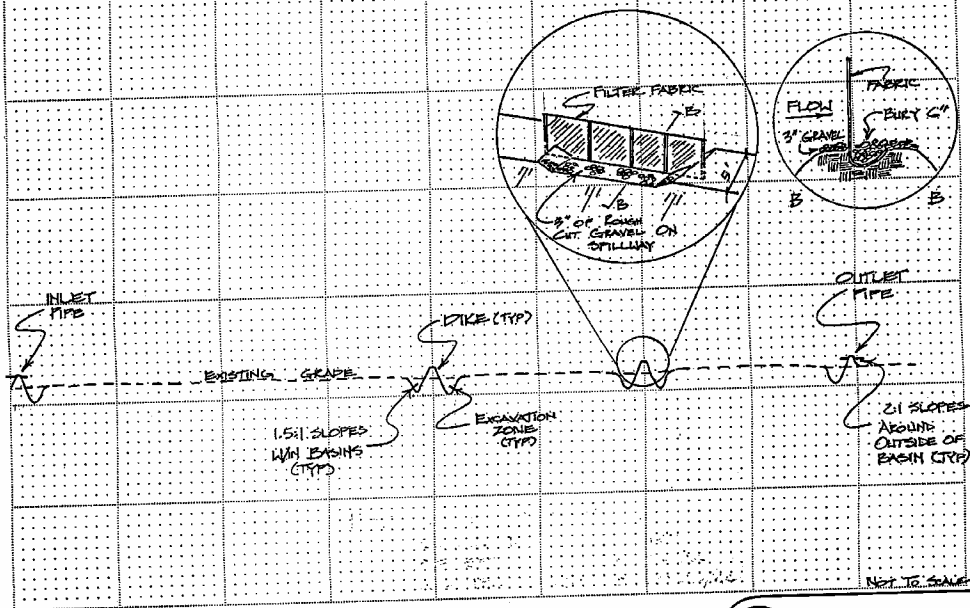 FILTER FABRIC
B
B
3" OF ROUGH
CUT GRAVEL ON
SPILLWAY
FABRIC
FLOW
BURY 6"
3" GRAVEL
B
B
INLET
PIPE
DIKE (TYP)
OUTLET
PIPE
EXISTING GRADE
1.5:1 SLOPES
W/IN BASINS
(TYP)
EXCAVATION
ZONE
(TYP)
2:1 SLOPES
AROUND
OUTSIDE OF
BASIN (TYP)
NOT TO SCALE